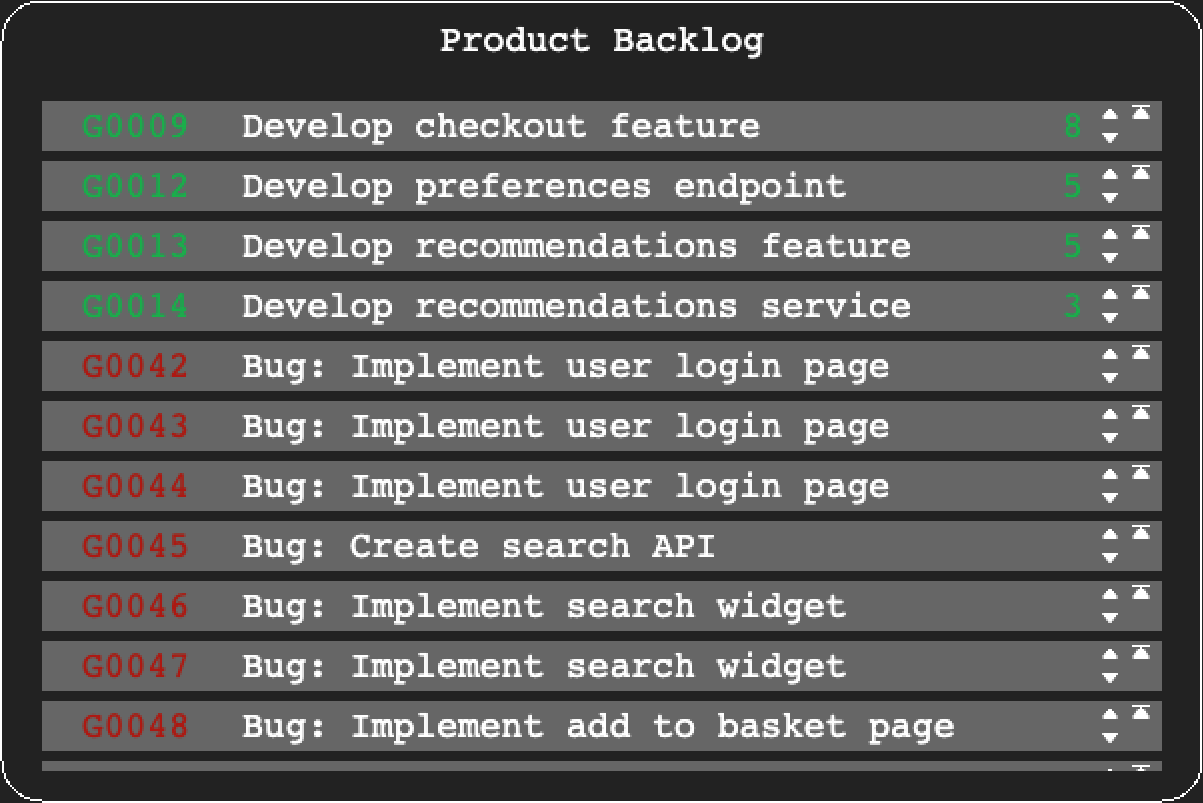 Product Backlog
G0009 Develop checkout feature 8
G0012 Develop preferences endpoint 5
G0013 Develop recommendations feature 5
G0014 Develop recommendations service 3
G0042 Bug: Implement user login page
G0043 Bug: Implement user login page
G0044 Bug: Implement user login page
G0045 Bug: Create search API
G0046 Bug: Implement search widget
G0047 Bug: Implement search widget
G0048 Bug: Implement add to basket page